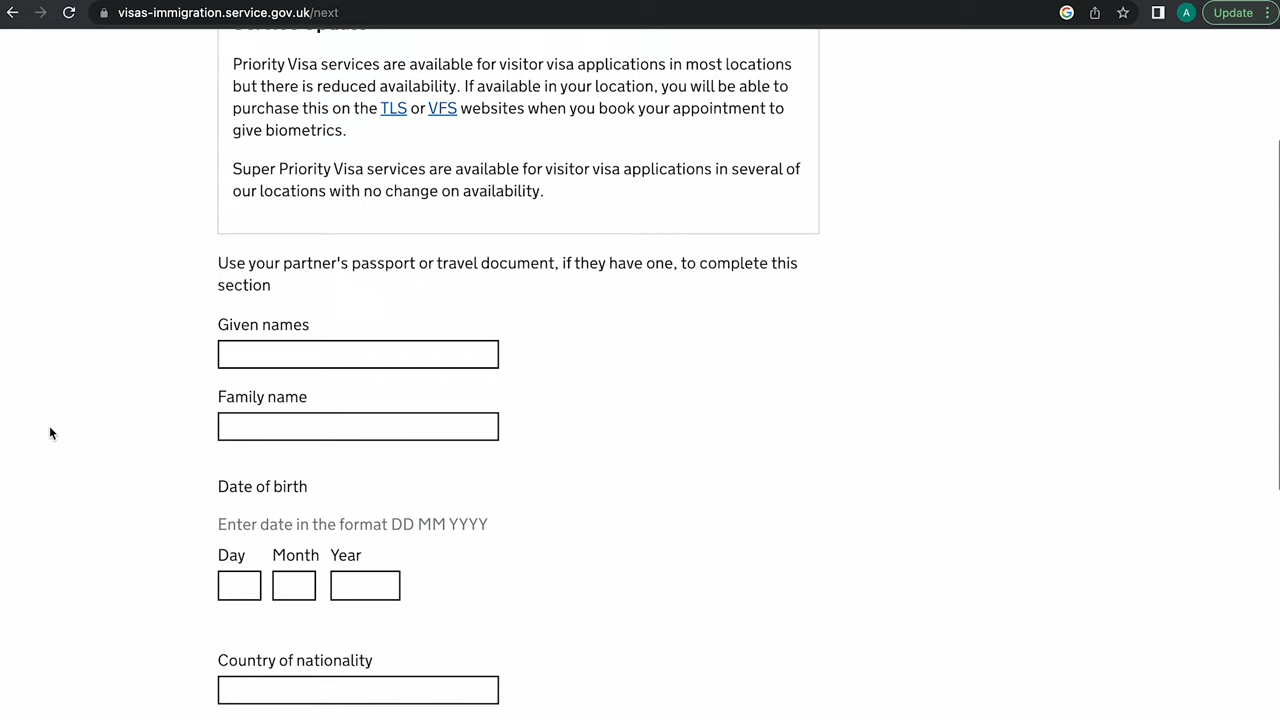 visas-immigration.service.gov.uk/next
A
Update
Service Update
Priority Visa services are available for visitor visa applications in most locations
but there is reduced availability. If available in your location, you will be able to
purchase this on the TLS or VFS websites when you book your appointment to
give biometrics.
Super Priority Visa services are available for visitor visa applications in several of
our locations with no change on availability.
Use your partner's passport or travel document, if they have one, to complete this
section
Given names
Family name
Date of birth
Enter date in the format DD MM YYYY
Day Month Year
Country of nationality